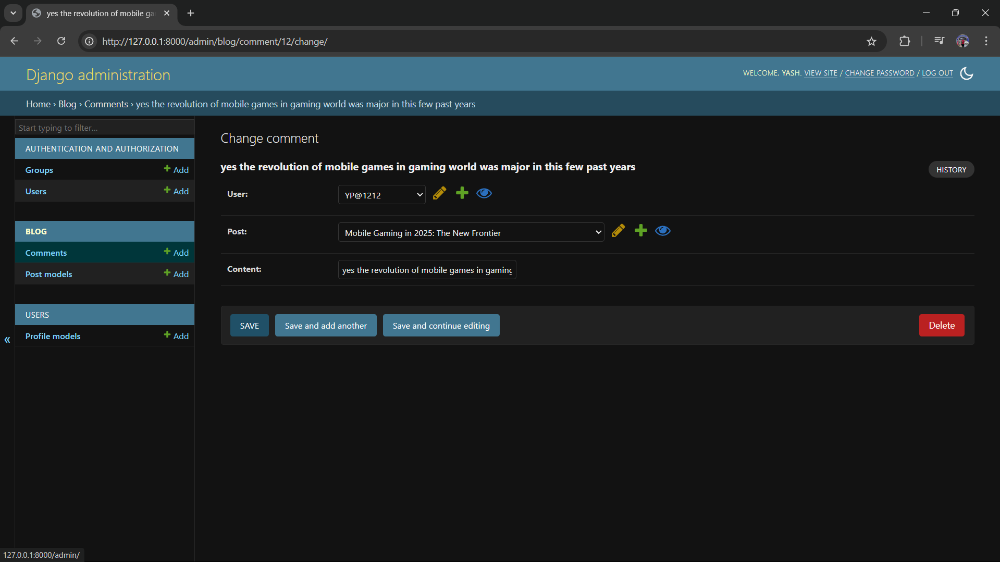 yes the revolution of mobile ga
http://127.0.0.1:8000/admin/blog/comment/12/change/
Django administration
WELCOME, YASH. VIEW SITE / CHANGE PASSWORD / LOG OUT
Home › Blog › Comments › yes the revolution of mobile games in gaming world was major in this few past years
Start typing to filter...
AUTHENTICATION AND AUTHORIZATION
Groups Add
Users Add
BLOG
Comments Add
Post models Add
USERS
Profile models Add
«
Change comment
yes the revolution of mobile games in gaming world was major in this few past years
HISTORY
User: YP@1212
Post: Mobile Gaming in 2025: The New Frontier
Content: yes the revolution of mobile games in gaming
SAVE Save and add another Save and continue editing Delete
127.0.0.1:8000/admin/